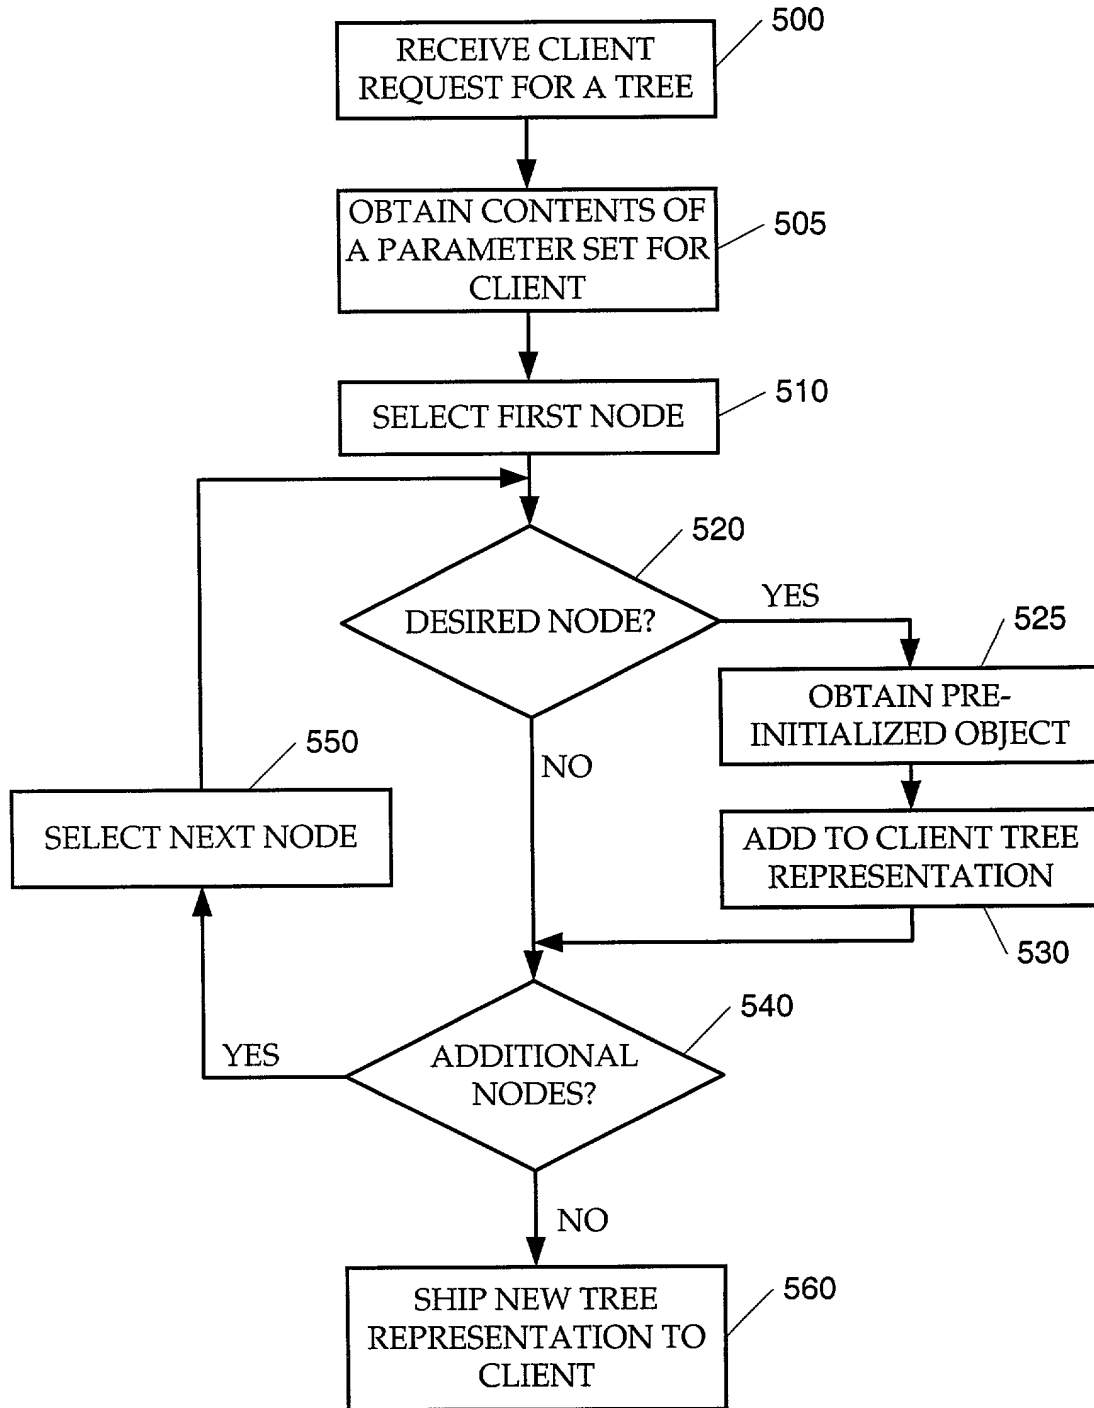 500
RECEIVE CLIENT
REQUEST FOR A TREE
505
OBTAIN CONTENTS OF
A PARAMETER SET FOR
CLIENT
510
SELECT FIRST NODE
520
DESIRED NODE?
YES
525
OBTAIN PRE-
INITIALIZED OBJECT
NO
550
SELECT NEXT NODE
ADD TO CLIENT TREE
REPRESENTATION
530
540
YES
ADDITIONAL
NODES?
NO
560
SHIP NEW TREE
REPRESENTATION TO
CLIENT